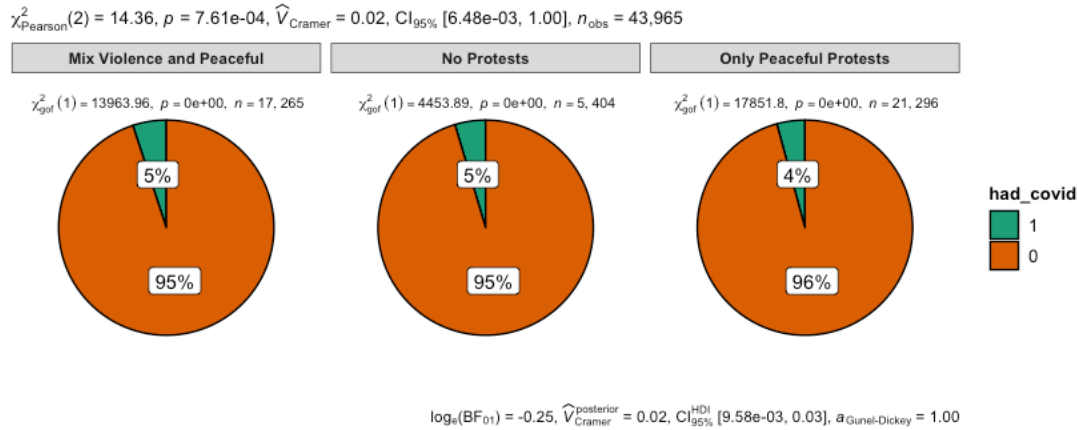 χ²Pearson(2) = 14.36, p = 7.61e-04, V̂Cramer = 0.02, CI95% [6.48e-03, 1.00], nobs = 43,965
Mix Violence and Peaceful
No Protests
Only Peaceful Protests
χ²gof(1) = 13963.96, p = 0e+00, n = 17,265
χ²gof(1) = 4453.89, p = 0e+00, n = 5,404
χ²gof(1) = 17851.8, p = 0e+00, n = 21,296
5%
5%
4%
had_covid
1
0
95%
95%
96%
loge(BF01) = -0.25, V̂posteriorCramer = 0.02, CIHDI95% [9.58e-03, 0.03], aGunel-Dickey = 1.00